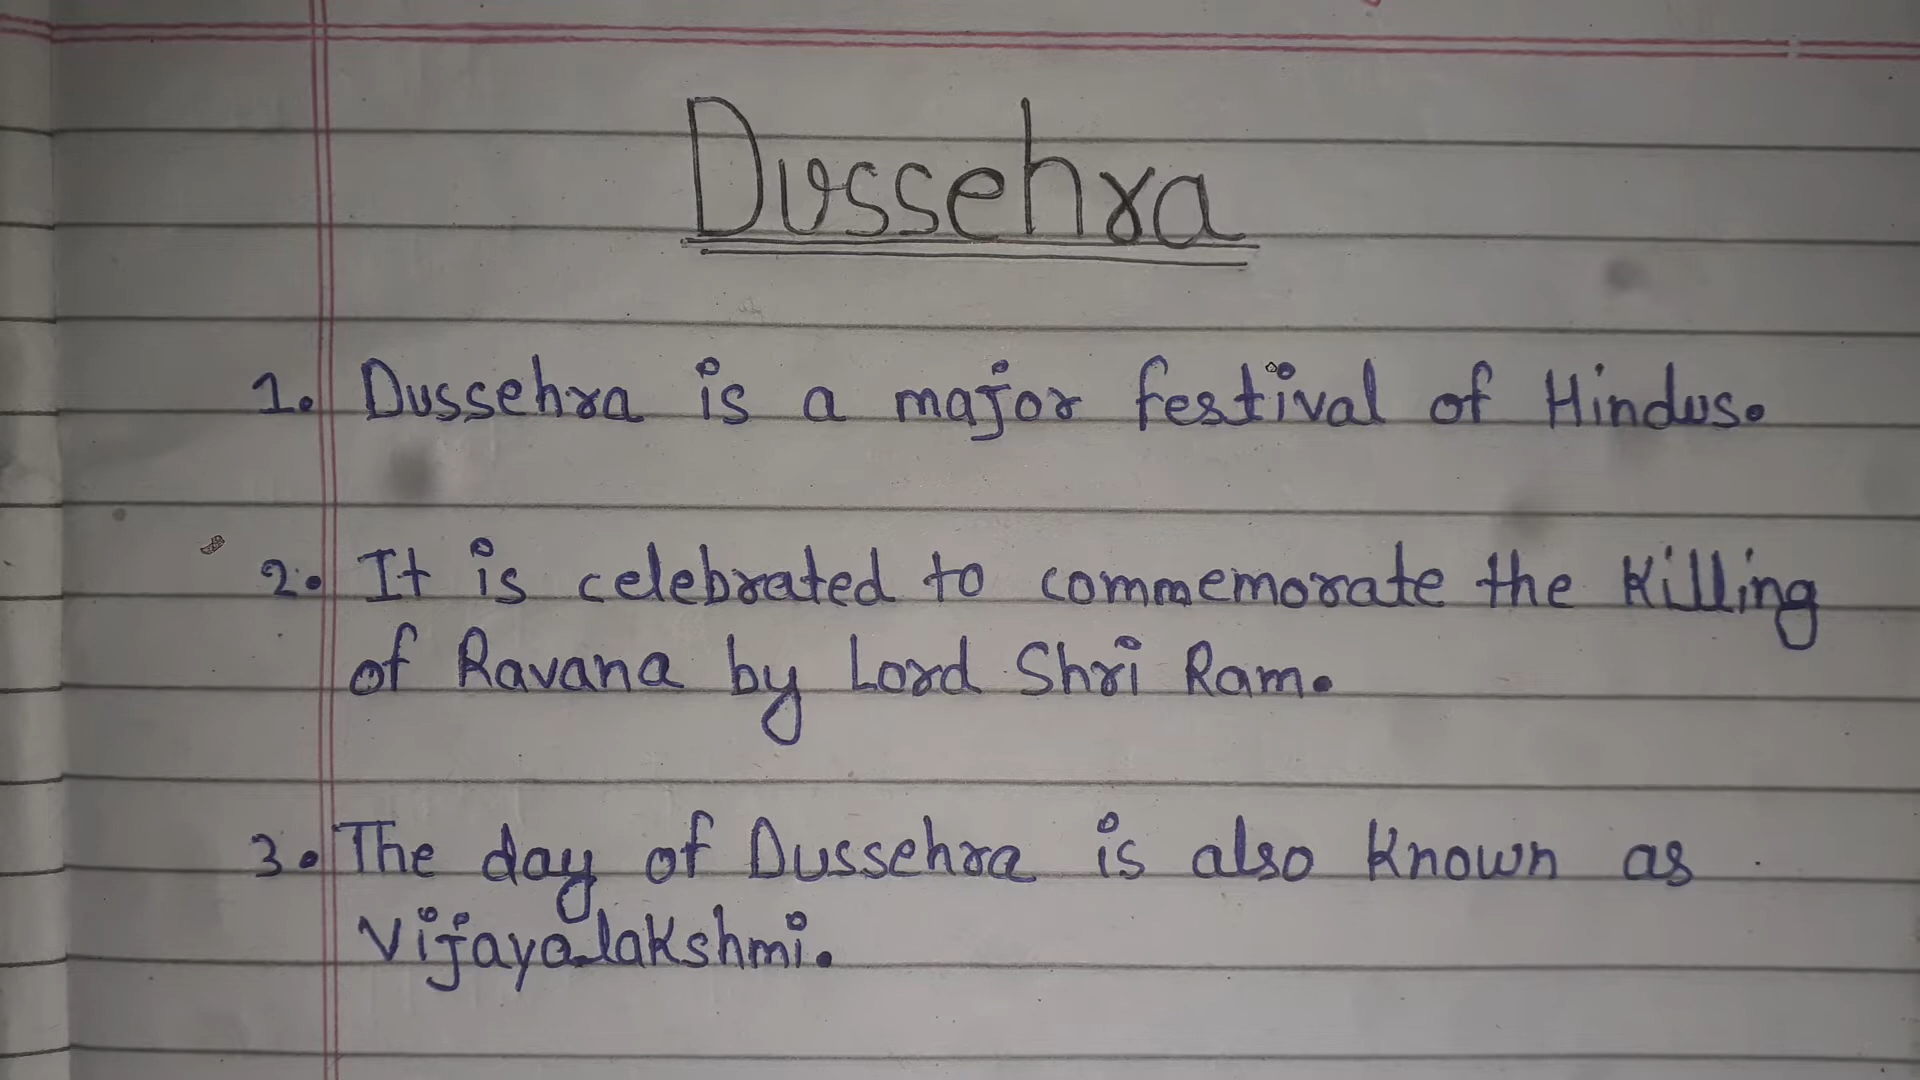 Dussehra
1. Dussehra is a major festival of Hindus.
2. It is celebrated to commemorate the killing
of Ravana by Lord Shri Ram.
3. The day of Dussehra is also known as
Vijayalakshmi.